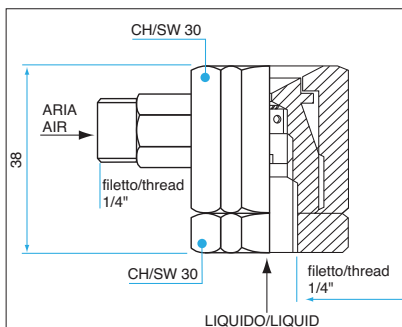 CH/SW 30
ARIA
AIR
38
filetto/thread
1/4"
CH/SW 30
filetto/thread
1/4"
LIQUIDO/LIQUID